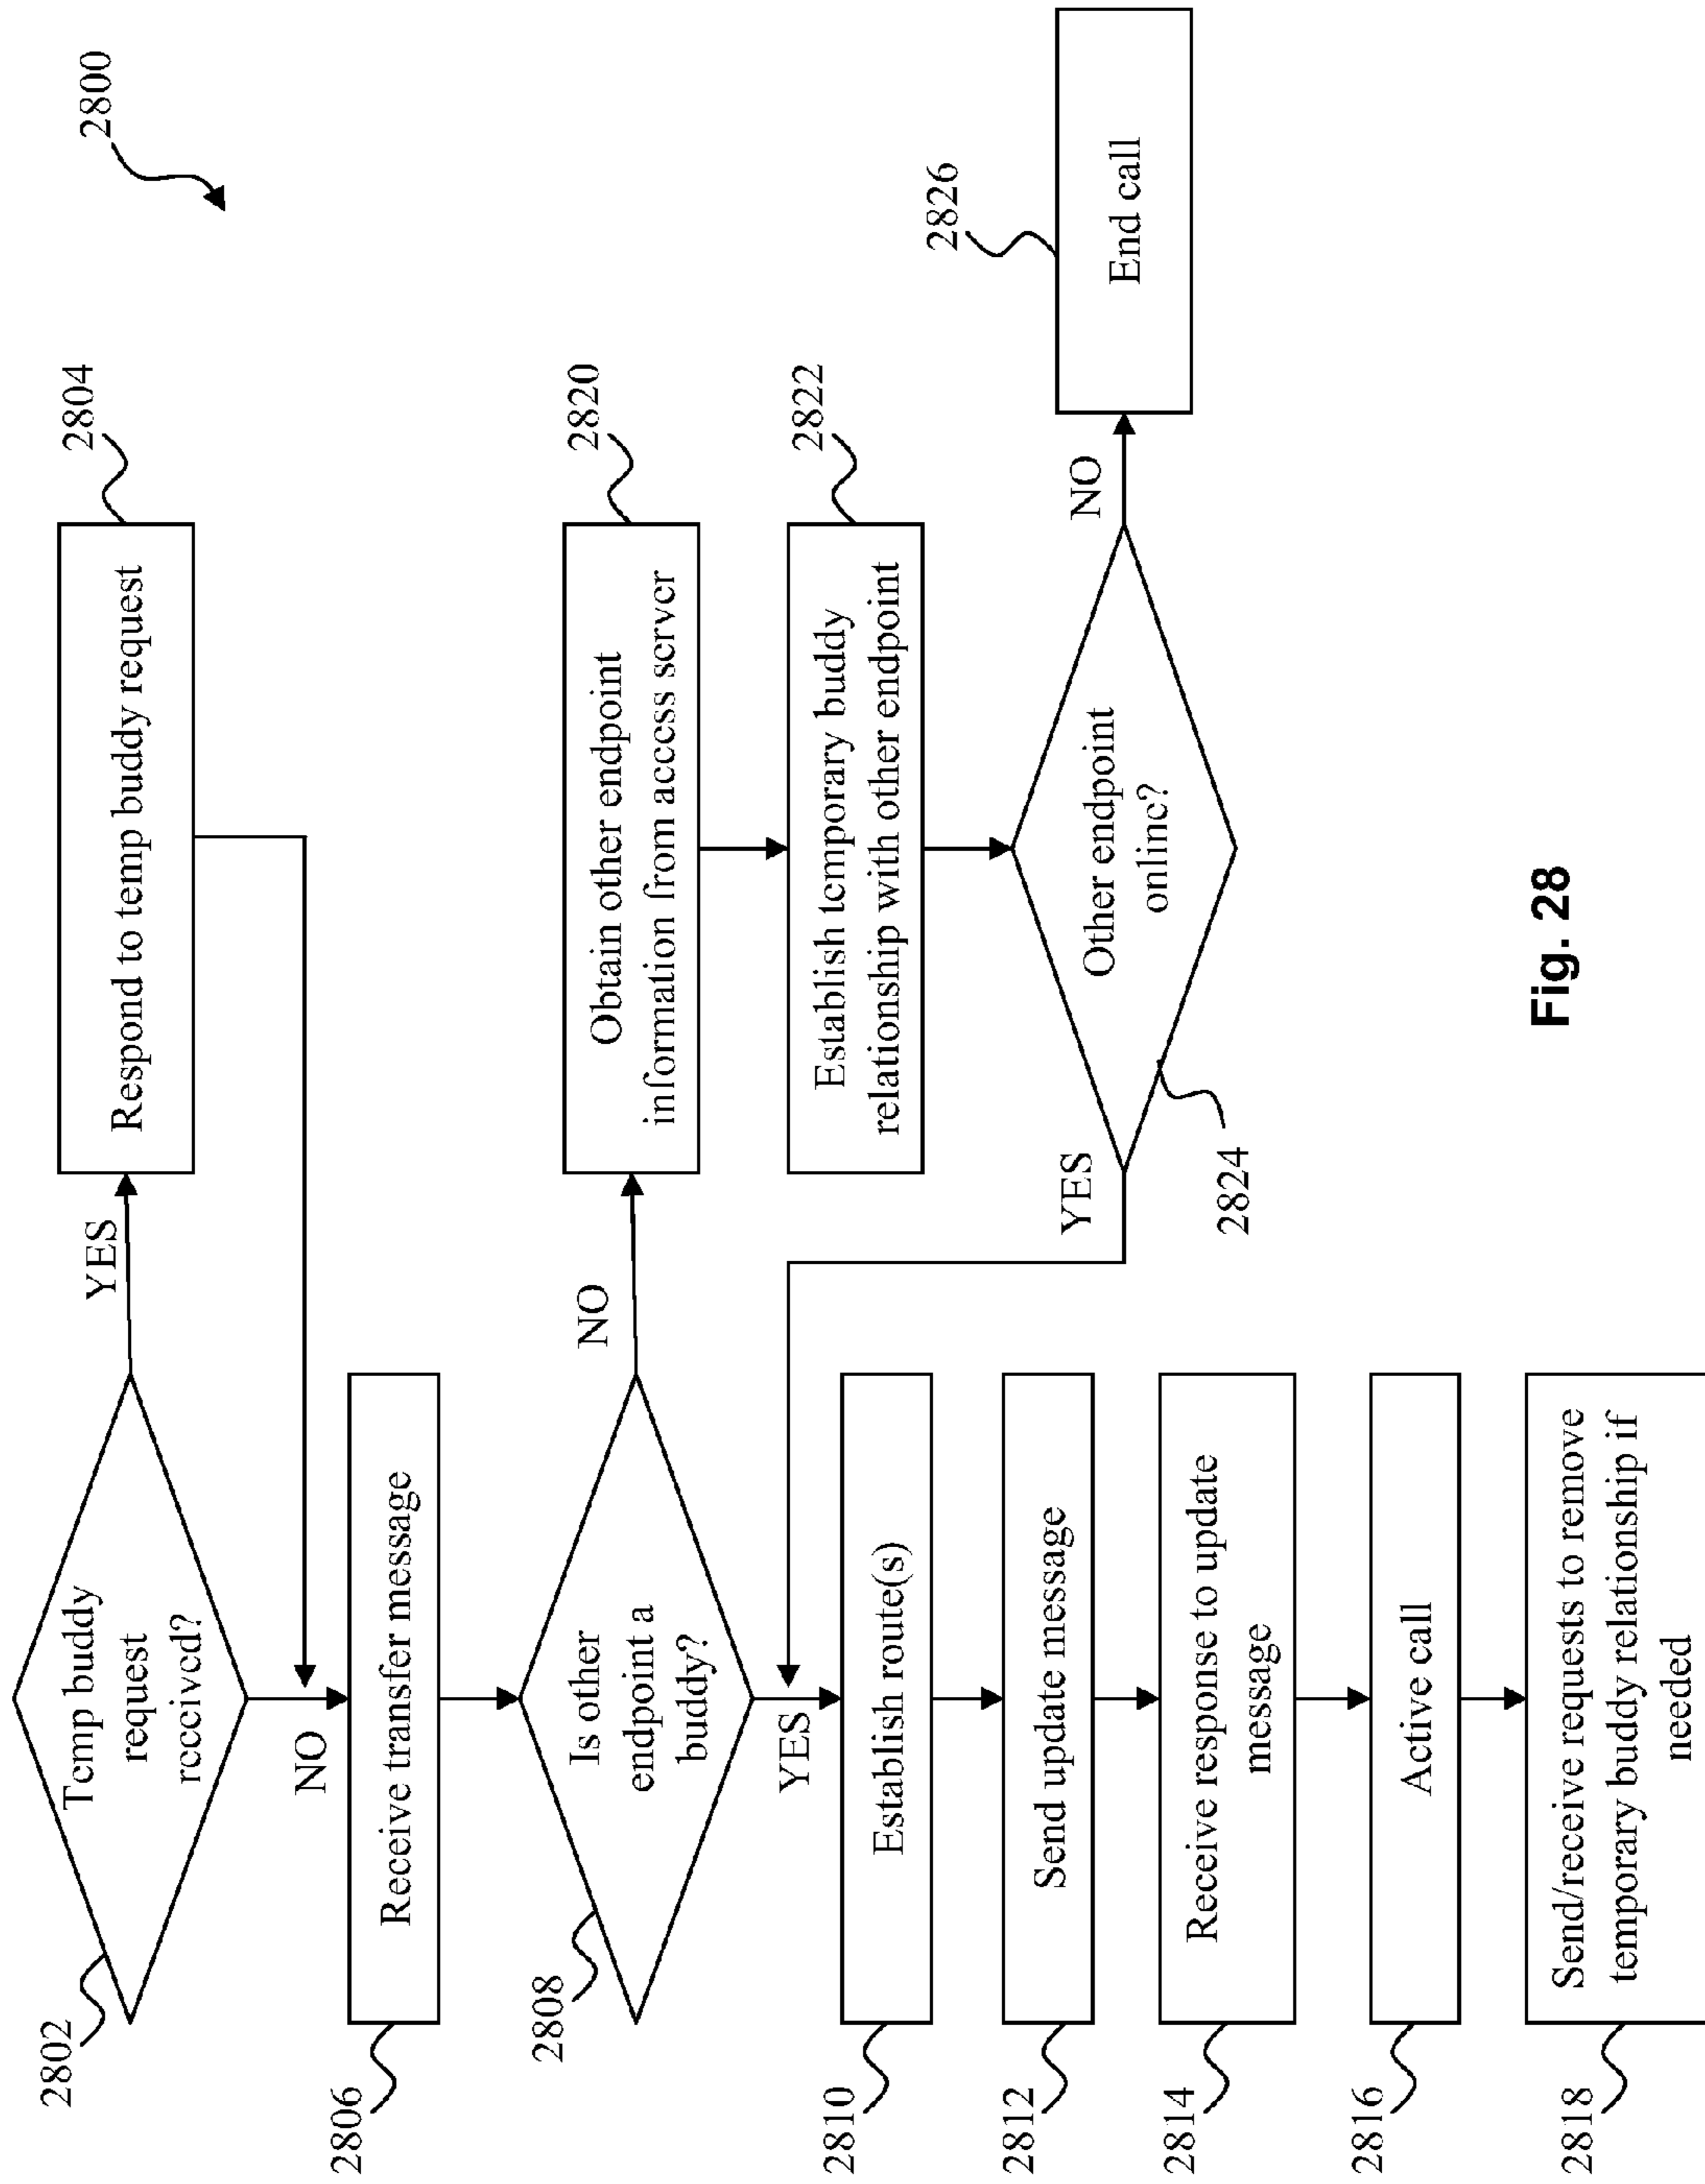 2800
2802
Temp buddy
request
received?
YES
2804
Respond to temp buddy request
NO
2806
Receive transfer message
2808
Is other
endpoint a
buddy?
NO
2820
Obtain other endpoint
information from access server
2822
Establish temporary buddy
relationship with other endpoint
Other endpoint
online?
2824
NO
2826
End call
YES
YES
2810
Establish route(s)
2812
Send update message
2814
Receive response to update
message
2816
Active call
2818
Send/receive requests to remove
temporary buddy relationship if
needed
Fig. 28